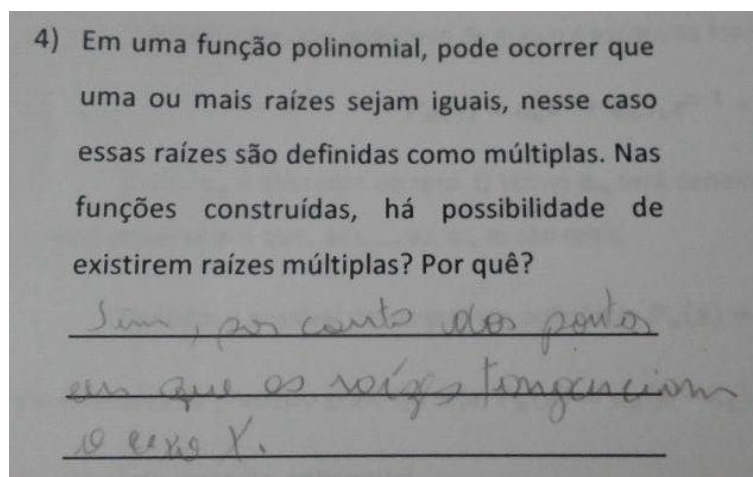 4) Em uma função polinomial, pode ocorrer que
uma ou mais raízes sejam iguais, nesse caso
essas raízes são definidas como múltiplas. Nas
funções construídas, há possibilidade de
existirem raízes múltiplas? Por quê?
Sim, por conta dos pontos
em que as raízes tangenciam
o eixo X.